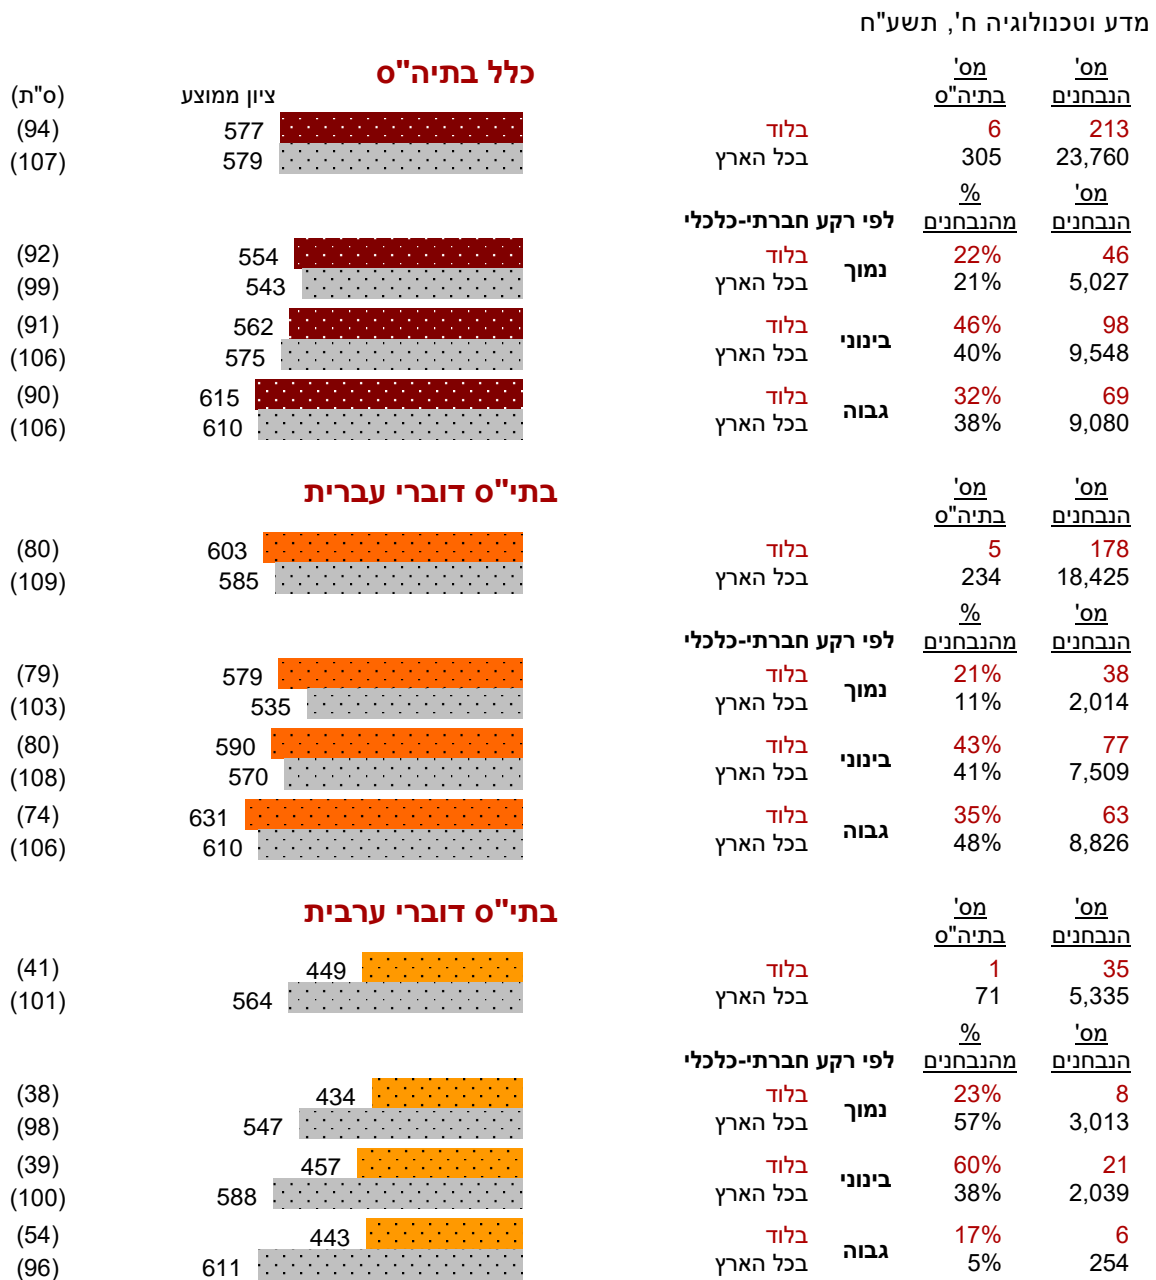 מדע וטכנולוגיה ח', תשע"ח
כלל בתיה"ס
מס' הנבחנים מס' בתיה"ס ציון ממוצע (ס"ת)
213 6 בלוד 577 (94)
23,760 305 בכל הארץ 579 (107)
מס' הנבחנים % מהנבחנים לפי רקע חברתי-כלכלי
נמוך
46 22% בלוד 554 (92)
5,027 21% בכל הארץ 543 (99)
בינוני
98 46% בלוד 562 (91)
9,548 40% בכל הארץ 575 (106)
גבוה
69 32% בלוד 615 (90)
9,080 38% בכל הארץ 610 (106)
בתי"ס דוברי עברית
מס' הנבחנים מס' בתיה"ס
178 5 בלוד 603 (80)
18,425 234 בכל הארץ 585 (109)
מס' הנבחנים % מהנבחנים לפי רקע חברתי-כלכלי
נמוך
38 21% בלוד 579 (79)
2,014 11% בכל הארץ 535 (103)
בינוני
77 43% בלוד 590 (80)
7,509 41% בכל הארץ 570 (108)
גבוה
63 35% בלוד 631 (74)
8,826 48% בכל הארץ 610 (106)
בתי"ס דוברי ערבית
מס' הנבחנים מס' בתיה"ס
35 1 בלוד 449 (41)
5,335 71 בכל הארץ 564 (101)
מס' הנבחנים % מהנבחנים לפי רקע חברתי-כלכלי
נמוך
8 23% בלוד 434 (38)
3,013 57% בכל הארץ 547 (98)
בינוני
21 60% בלוד 457 (39)
2,039 38% בכל הארץ 588 (100)
גבוה
6 17% בלוד 443 (54)
254 5% בכל הארץ 611 (96)